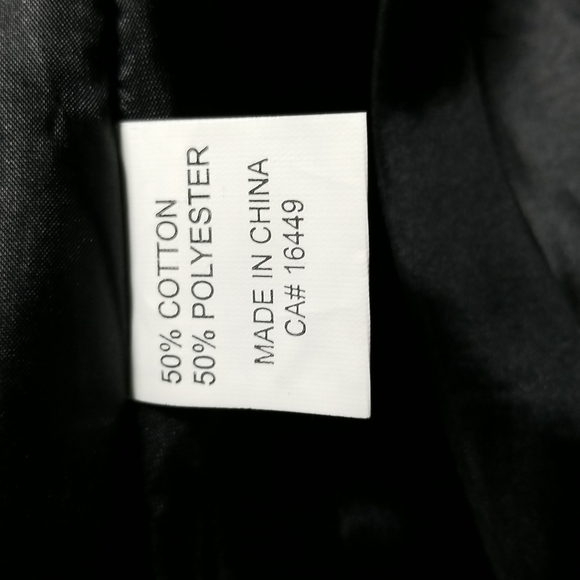 50% COTTON
50% POLYESTER
MADE IN CHINA
CA# 16449